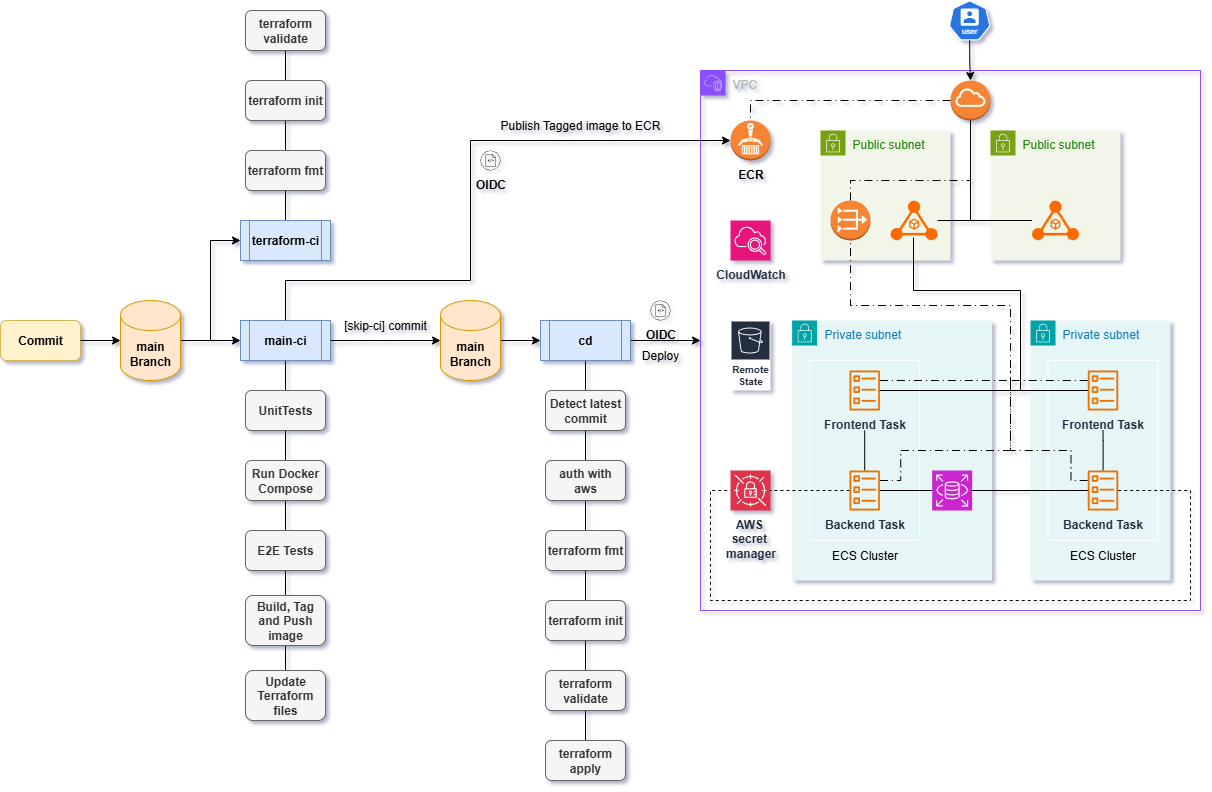 terraform
validate
terraform init
terraform fmt
terraform-ci
Commit
main
Branch
main-ci
UnitTests
Run Docker
Compose
E2E Tests
Build, Tag
and Push
image
Update
Terraform
files
Publish Tagged image to ECR
OIDC
[skip-ci] commit
main
Branch
cd
Detect latest
commit
auth with
aws
terraform fmt
terraform init
terraform
validate
terraform
apply
OIDC
Deploy
user
VPC
ECR
CloudWatch
Remote
State
AWS
secret
manager
Public subnet
Public subnet
Private subnet
Frontend Task
Backend Task
ECS Cluster
Private subnet
Frontend Task
Backend Task
ECS Cluster